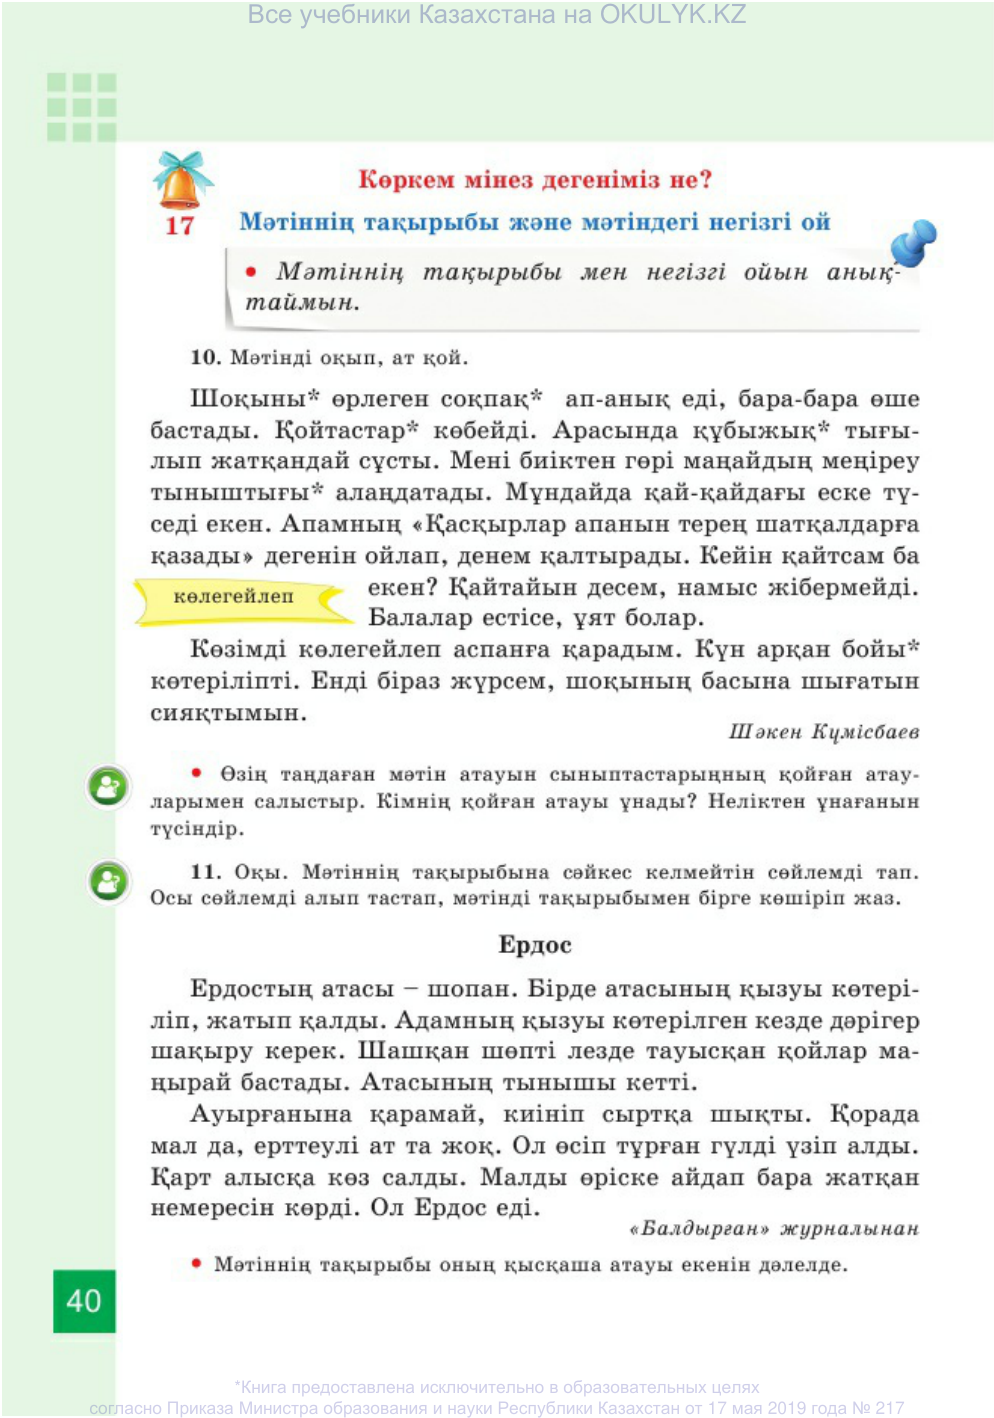 Все учебники Казахстана на OKULYK.KZ
Көркем мінез дегеніміз не?
17
Мәтіннің тақырыбы және мәтіндегі негізгі ой
• Мәтіннің тақырыбы мен негізгі ойын анық-
таймын.
10. Мәтінді оқып, ат қой.
Шоқыны* өрлеген соқпақ* ап-анық еді, бара-бара өше
бастады. Қойтастар* көбейді. Арасында құбыжық* тығы-
лып жатқандай сұсты. Мені биіктен гөрі маңайдың меңіреу
тыныштығы* алаңдатады. Мұндайда қай-қайдағы еске тү-
седі екен. Апамның «Қасқырлар апанын терең шатқалдарға
қазады» дегенін ойлап, денем қалтырады. Кейін қайтсам ба
көлегейлеп
екен? Қайтайын десем, намыс жібермейді.
Балалар естісе, ұят болар.
Көзімді көлегейлеп аспанға қарадым. Күн арқан бойы*
көтеріліпті. Енді біраз жүрсем, шоқының басына шығатын
сияқтымын.
Шәкен Күмісбаев
• Өзің таңдаған мәтін атауын сыныптастарыңның қойған атау-
ларымен салыстыр. Кімнің қойған атауы ұнады? Неліктен ұнағанын
түсіндір.
11. Оқы. Мәтіннің тақырыбына сәйкес келмейтін сөйлемді тап.
Осы сөйлемді алып тастап, мәтінді тақырыбымен бірге көшіріп жаз.
Ердос
Ердостың атасы – шопан. Бірде атасының қызуы көтері-
ліп, жатып қалды. Адамның қызуы көтерілген кезде дәрігер
шақыру керек. Шашқан шөпті лезде тауысқан қойлар ма-
ңырай бастады. Атасының тынышы кетті.
Ауырғанына қарамай, киініп сыртқа шықты. Қорада
мал да, ерттеулі ат та жоқ. Ол өсіп тұрған гүлді үзіп алды.
Қарт алысқа көз салды. Малды өріске айдап бара жатқан
немересін көрді. Ол Ердос еді.
«Балдырған» журналынан
• Мәтіннің тақырыбы оның қысқаша атауы екенін дәлелде.
40
*Книга предоставлена исключительно в образовательных целях
согласно Приказа Министра образования и науки Республики Казахстан от 17 мая 2019 года № 217